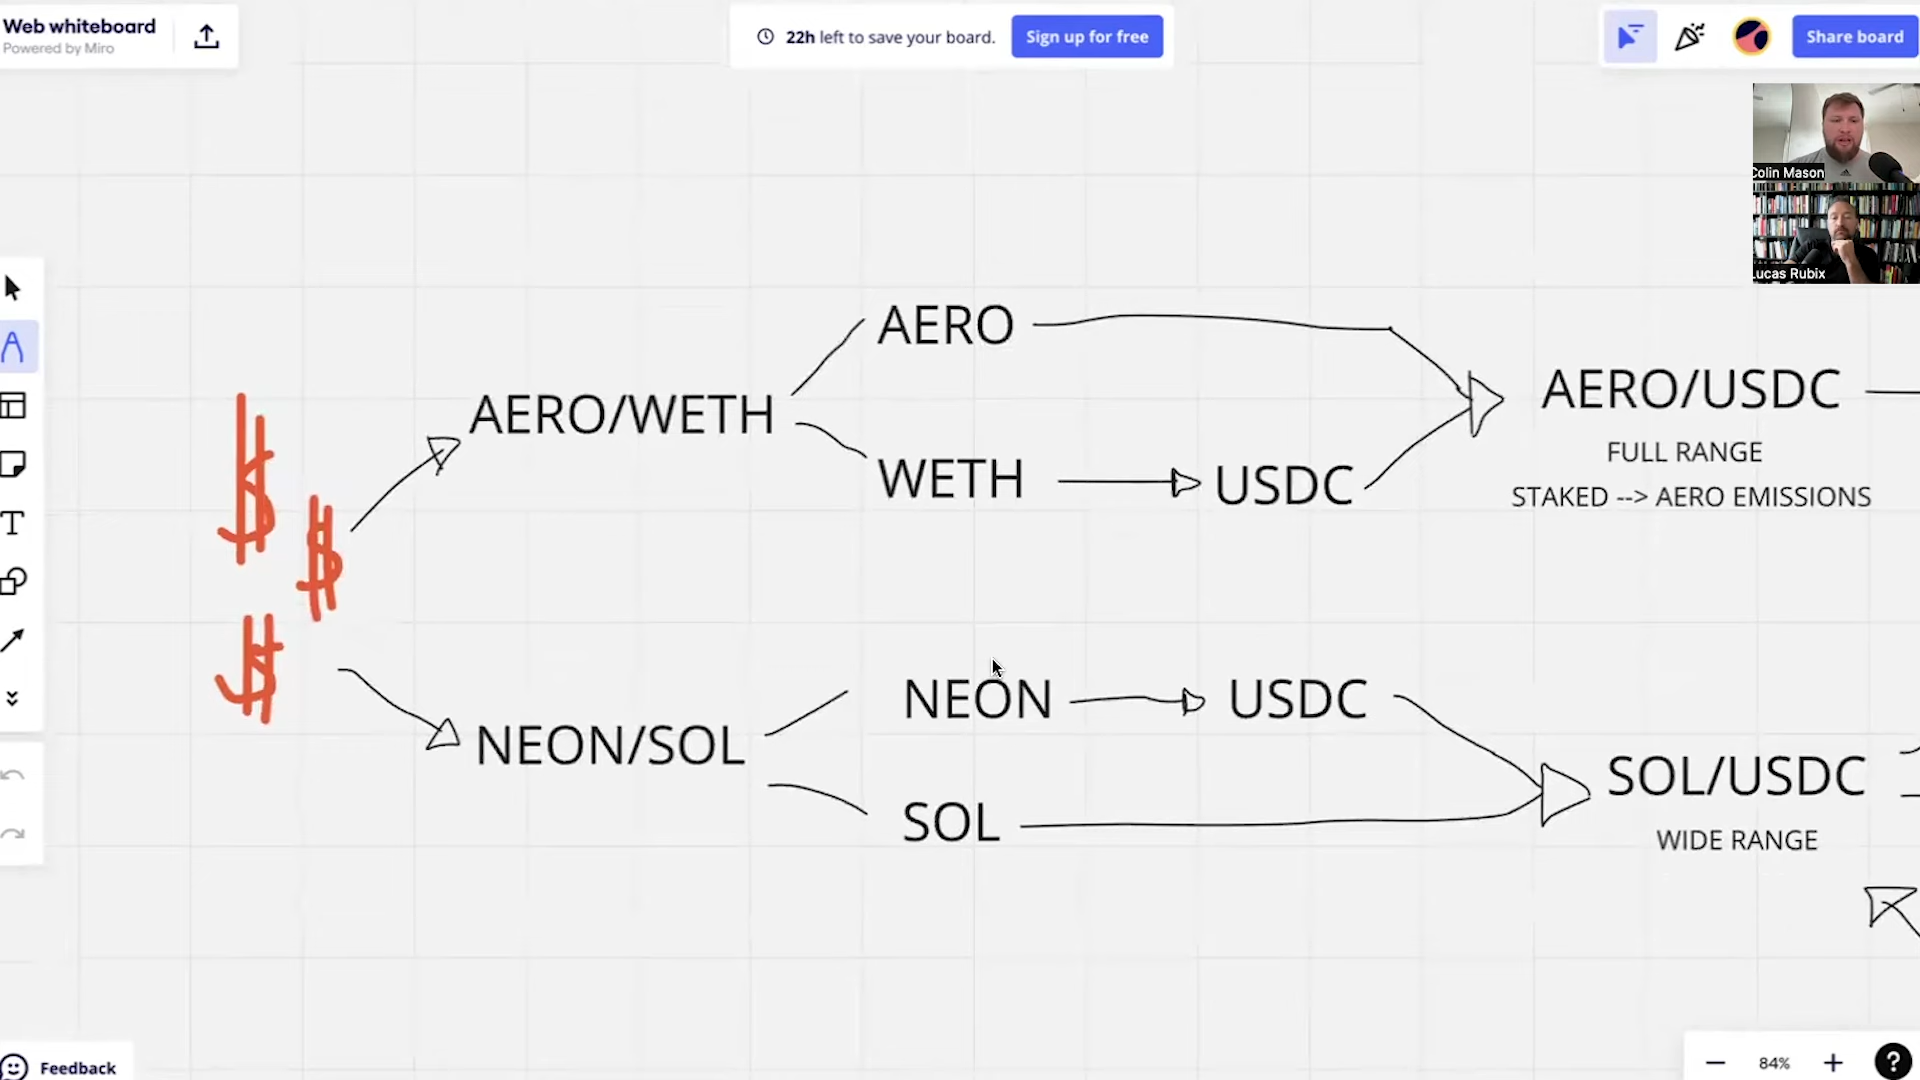 Web whiteboard
Powered by Miro
22h left to save your board.
Sign up for free
Share board
Colin Mason
Lucas Rubix
AERO
AERO/WETH
WETH
USDC
AERO/USDC
FULL RANGE
STAKED --> AERO EMISSIONS
$
$
$
NEON/SOL
NEON
USDC
SOL
SOL/USDC
WIDE RANGE
T
Feedback
84%
?